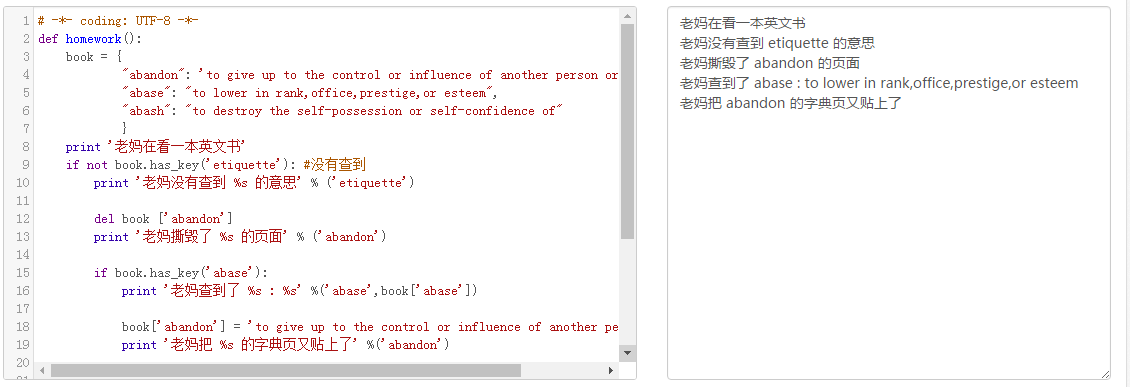 1 # -*- coding: UTF-8 -*-
2 def homework():
3 book = {
4 "abandon": 'to give up to the control or influence of another person or
5 "abase": "to lower in rank,office,prestige,or esteem",
6 "abash": "to destroy the self-possession or self-confidence of"
7 }
8 print '老妈在看一本英文书'
9 if not book.has_key('etiquette'): #没有查到
10 print '老妈没有查到 %s 的意思' % ('etiquette')
11
12 del book ['abandon']
13 print '老妈撕毁了 %s 的页面' % ('abandon')
14
15 if book.has_key('abase'):
16 print '老妈查到了 %s : %s' %('abase',book['abase'])
17
18 book['abandon'] = 'to give up to the control or influence of another pe
19 print '老妈把 %s 的字典页又贴上了' %('abandon')
20
21
老妈在看一本英文书
老妈没有查到 etiquette 的意思
老妈撕毁了 abandon 的页面
老妈查到了 abase : to lower in rank,office,prestige,or esteem
老妈把 abandon 的字典页又贴上了